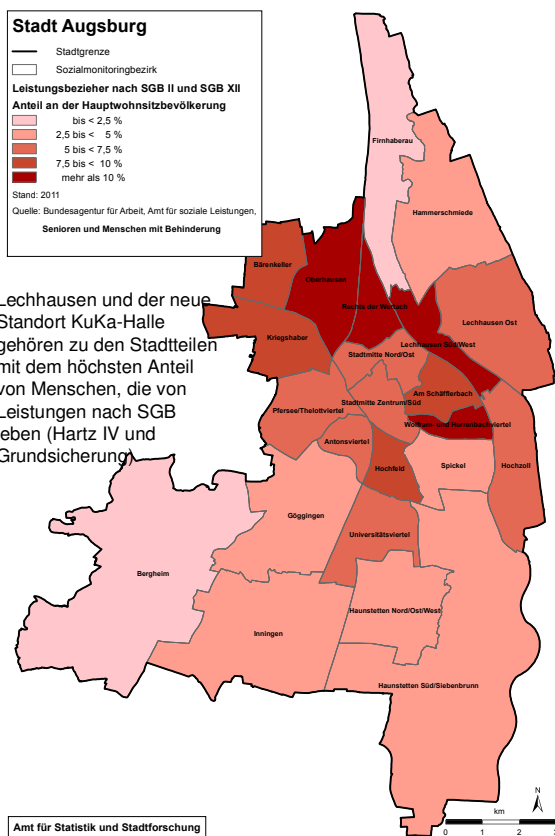 Stadt Augsburg
Stadtgrenze
Sozialmonitoringbezirk
Leistungsbezieher nach SGB II und SGB XII
Anteil an der Hauptwohnsitzbevölkerung
bis < 2,5 %
2,5 bis < 5 %
5 bis < 7,5 %
7,5 bis < 10 %
mehr als 10 %
Stand: 2011
Quelle: Bundesagentur für Arbeit, Amt für soziale Leistungen,
Senioren und Menschen mit Behinderung
Firnhaberau
Hammerschmiede
Bärenkeller
Oberhausen
Lechhausen und der neue
Standort KuKa-Halle
gehören zu den Stadtteilen
mit dem höchsten Anteil
von Menschen, die von
Leistungen nach SGB
leben (Hartz IV und
Grundsicherung)
Rechts der Wertach
Lechhausen Ost
Kriegshaber
Lechhausen Süd/West
Stadtmitte Nord/Ost
Am Schäfflerbach
Stadtmitte Zentrum/Süd
Pfersee/Thelottviertel
Wolfram- und Herrenbachviertel
Antonsviertel
Hochfeld
Spickel
Hochzoll
Göggingen
Universitätsviertel
Bergheim
Haunstetten Nord/Ost/West
Inningen
Haunstetten Süd/Siebenbrunn
N
km
0 1 2 3
Amt für Statistik und Stadtforschung